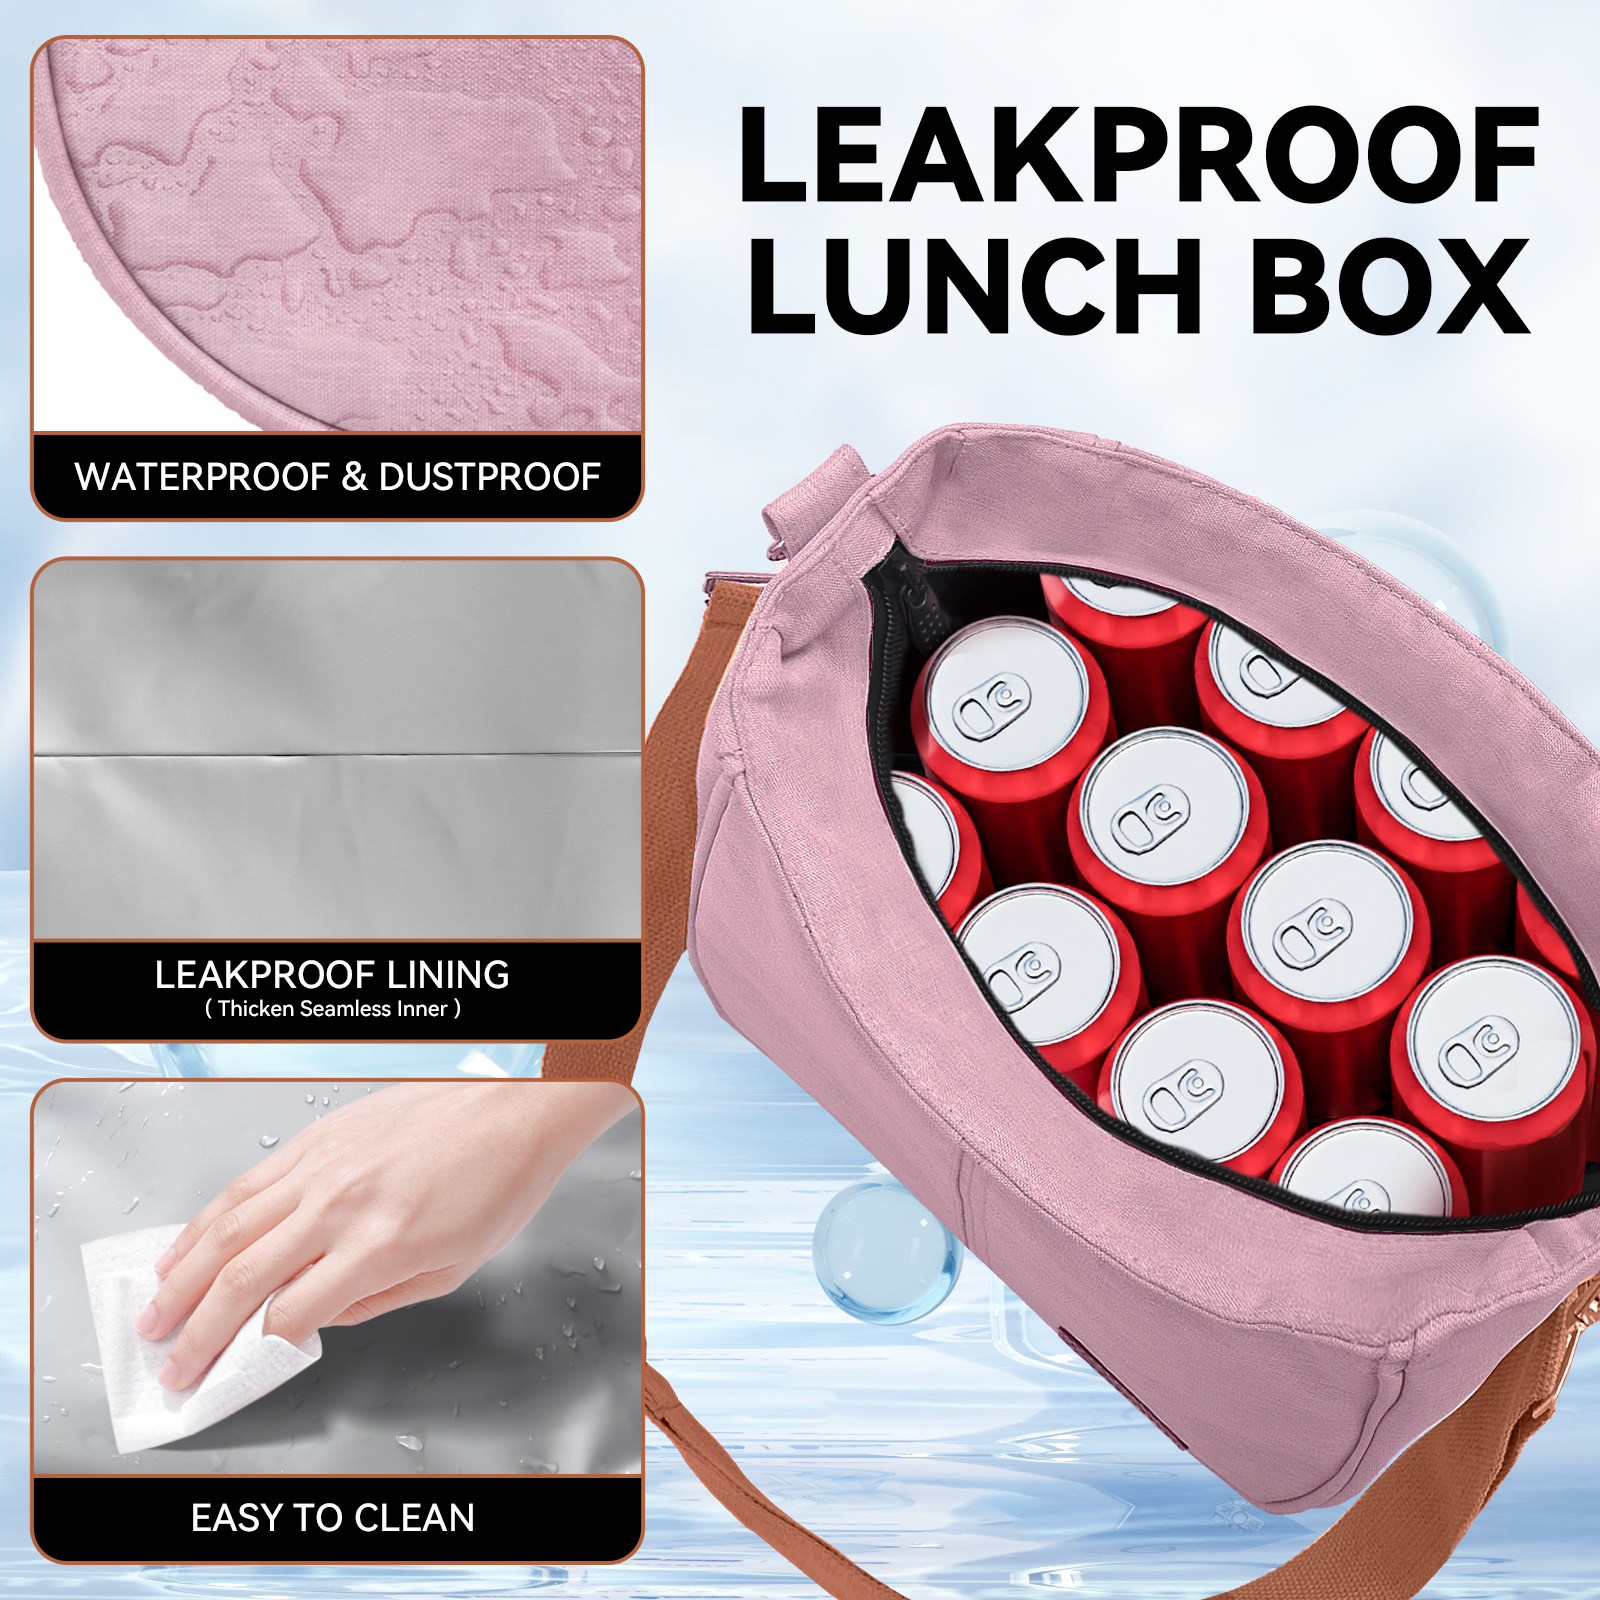 LEAKPROOF
LUNCH BOX
WATERPROOF & DUSTPROOF
LEAKPROOF LINING
( Thicken Seamless Inner )
EASY TO CLEAN